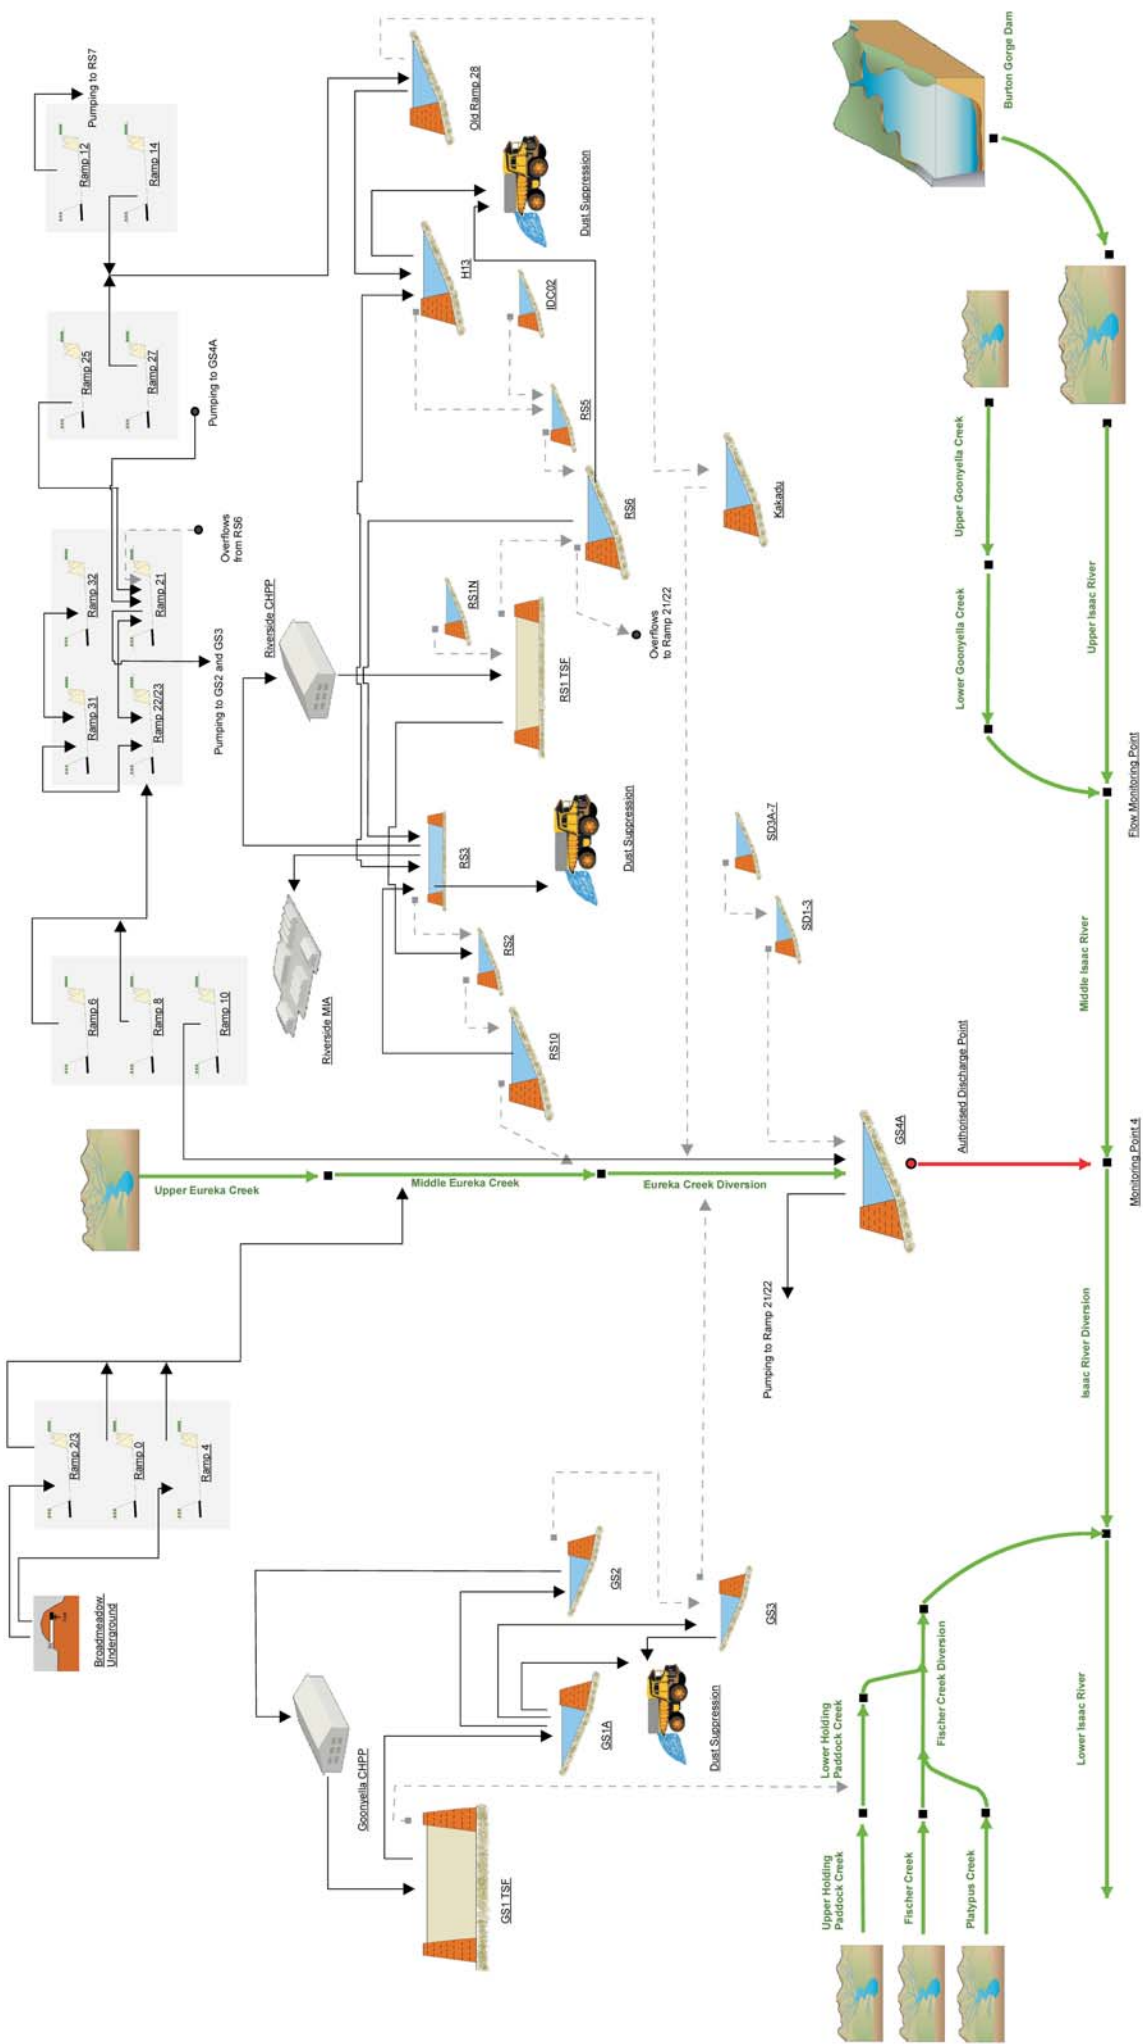 Broadmeadow
Underground
Ramp 2/3
Ramp 0
Ramp 4
Upper Eureka Creek
Middle Eureka Creek
Eureka Creek Diversion
Ramp 6
Ramp 8
Ramp 10
Ramp 31
Ramp 32
Ramp 22/23
Ramp 21
Pumping to GS2 and GS3
Overflows
from RS6
Pumping to GS4A
Ramp 25
Ramp 27
Ramp 12
Ramp 14
Pumping to RS7
Goonyella CHPP
GS1 TSF
GS1A
GS2
GS3
Dust Suppression
Riverside MIA
Riverside CHPP
RS3
RS2
RS10
Dust Suppression
RS1N
RS1 TSF
RS6
RS5
Overflows
to Ramp 21/22
H13
IDC02
Old Ramp 28
Dust Suppression
Kakadu
SD3A-7
SD1-3
GS4A
Pumping to Ramp 21/22
Authorised Discharge Point
Upper Holding
Paddock Creek
Lower Holding
Paddock Creek
Fischer Creek
Fischer Creek Diversion
Platypus Creek
Lower Goonyella Creek
Upper Goonyella Creek
Burton Gorge Dam
Lower Isaac River
Isaac River Diversion
Middle Isaac River
Upper Isaac River
Monitoring Point 4
Flow Monitoring Point